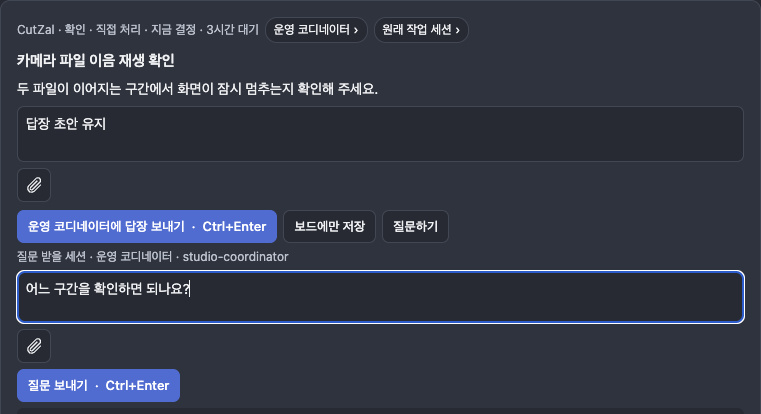 CutZal · 확인 · 직접 처리 · 지금 결정 · 3시간 대기 운영 코디네이터 › 원래 작업 세션 ›
카메라 파일 이음 재생 확인
두 파일이 이어지는 구간에서 화면이 잠시 멈추는지 확인해 주세요.
답장 초안 유지
운영 코디네이터에 답장 보내기 · Ctrl+Enter 보드에만 저장 질문하기
질문 받을 세션 · 운영 코디네이터 · studio-coordinator
어느 구간을 확인하면 되나요?
질문 보내기 · Ctrl+Enter